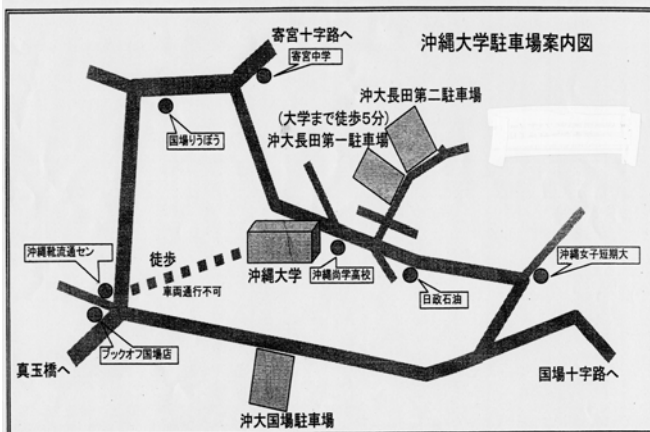 沖縄大学駐車場案内図
寄宮十字路へ
寄宮中学
国場りうぼう
沖大長田第二駐車場
(大学まで徒歩5分)
沖大長田第一駐車場
沖縄靴流通セン
徒歩
車両通行不可
沖縄大学
沖縄尚学高校
日政石油
沖縄女子短期大
ブックオフ国場店
真玉橋へ
沖大国場駐車場
国場十字路へ